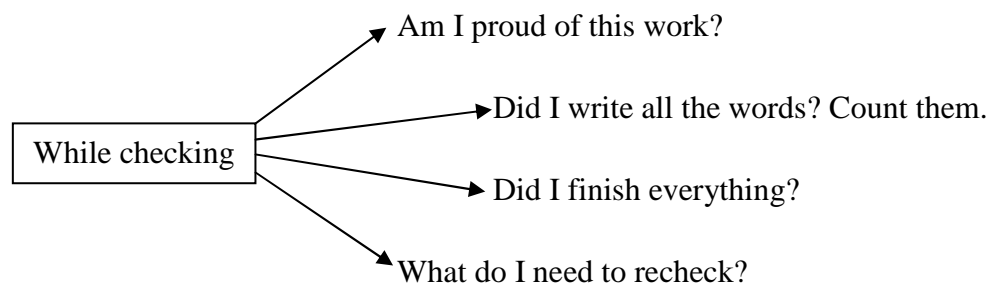 Am I proud of this work?
Did I write all the words? Count them.
While checking
Did I finish everything?
What do I need to recheck?